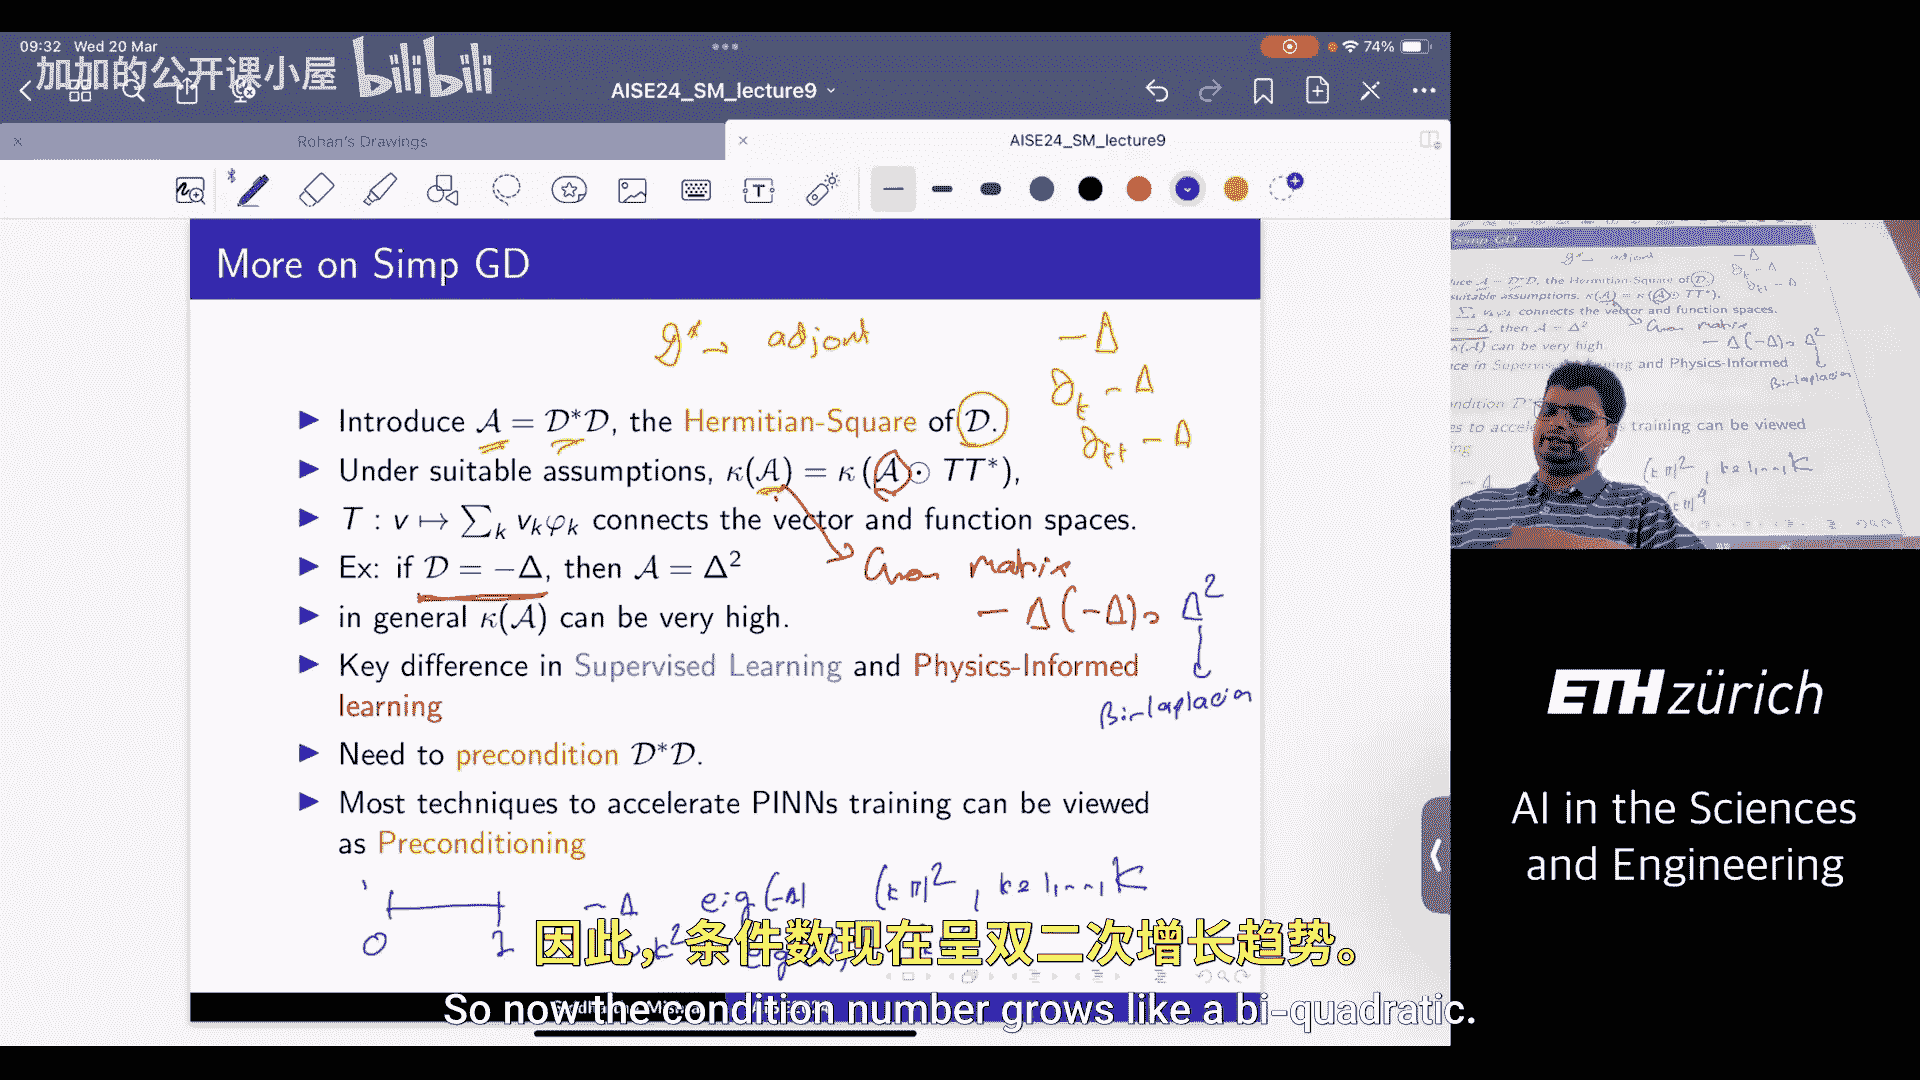 09:32 Wed 20 Mar
74%
加加的公开课小屋 bilibili
AISE24_SM_lecture9
Rohan's Drawings
AISE24_SM_lecture9
More on Simp GD
adjoint
-Δ
∂t - Δ
∂tt - Δ
▶ Introduce A = D*D, the Hermitian-Square of D.
▶ Under suitable assumptions, κ(A) = κ(A ⊙ TT*),
▶ T : v ↦ ∑k vkφk connects the vector and function spaces.
▶ Ex: if D = −Δ, then A = Δ²
matrix
▶ in general κ(A) can be very high.
- Δ(-Δ) = Δ²
▶ Key difference in Supervised Learning and Physics-Informed
learning
Bi-laplacian
▶ Need to precondition D*D.
▶ Most techniques to accelerate PINNs training can be viewed
as Preconditioning
0 1
-Δ eig(-Δ) (kπ)², k=1,...,K
因此，条件数现在呈双二次增长趋势。
So now the condition number grows like a bi-quadratic.
ETH zürich
AI in the Sciences
and Engineering